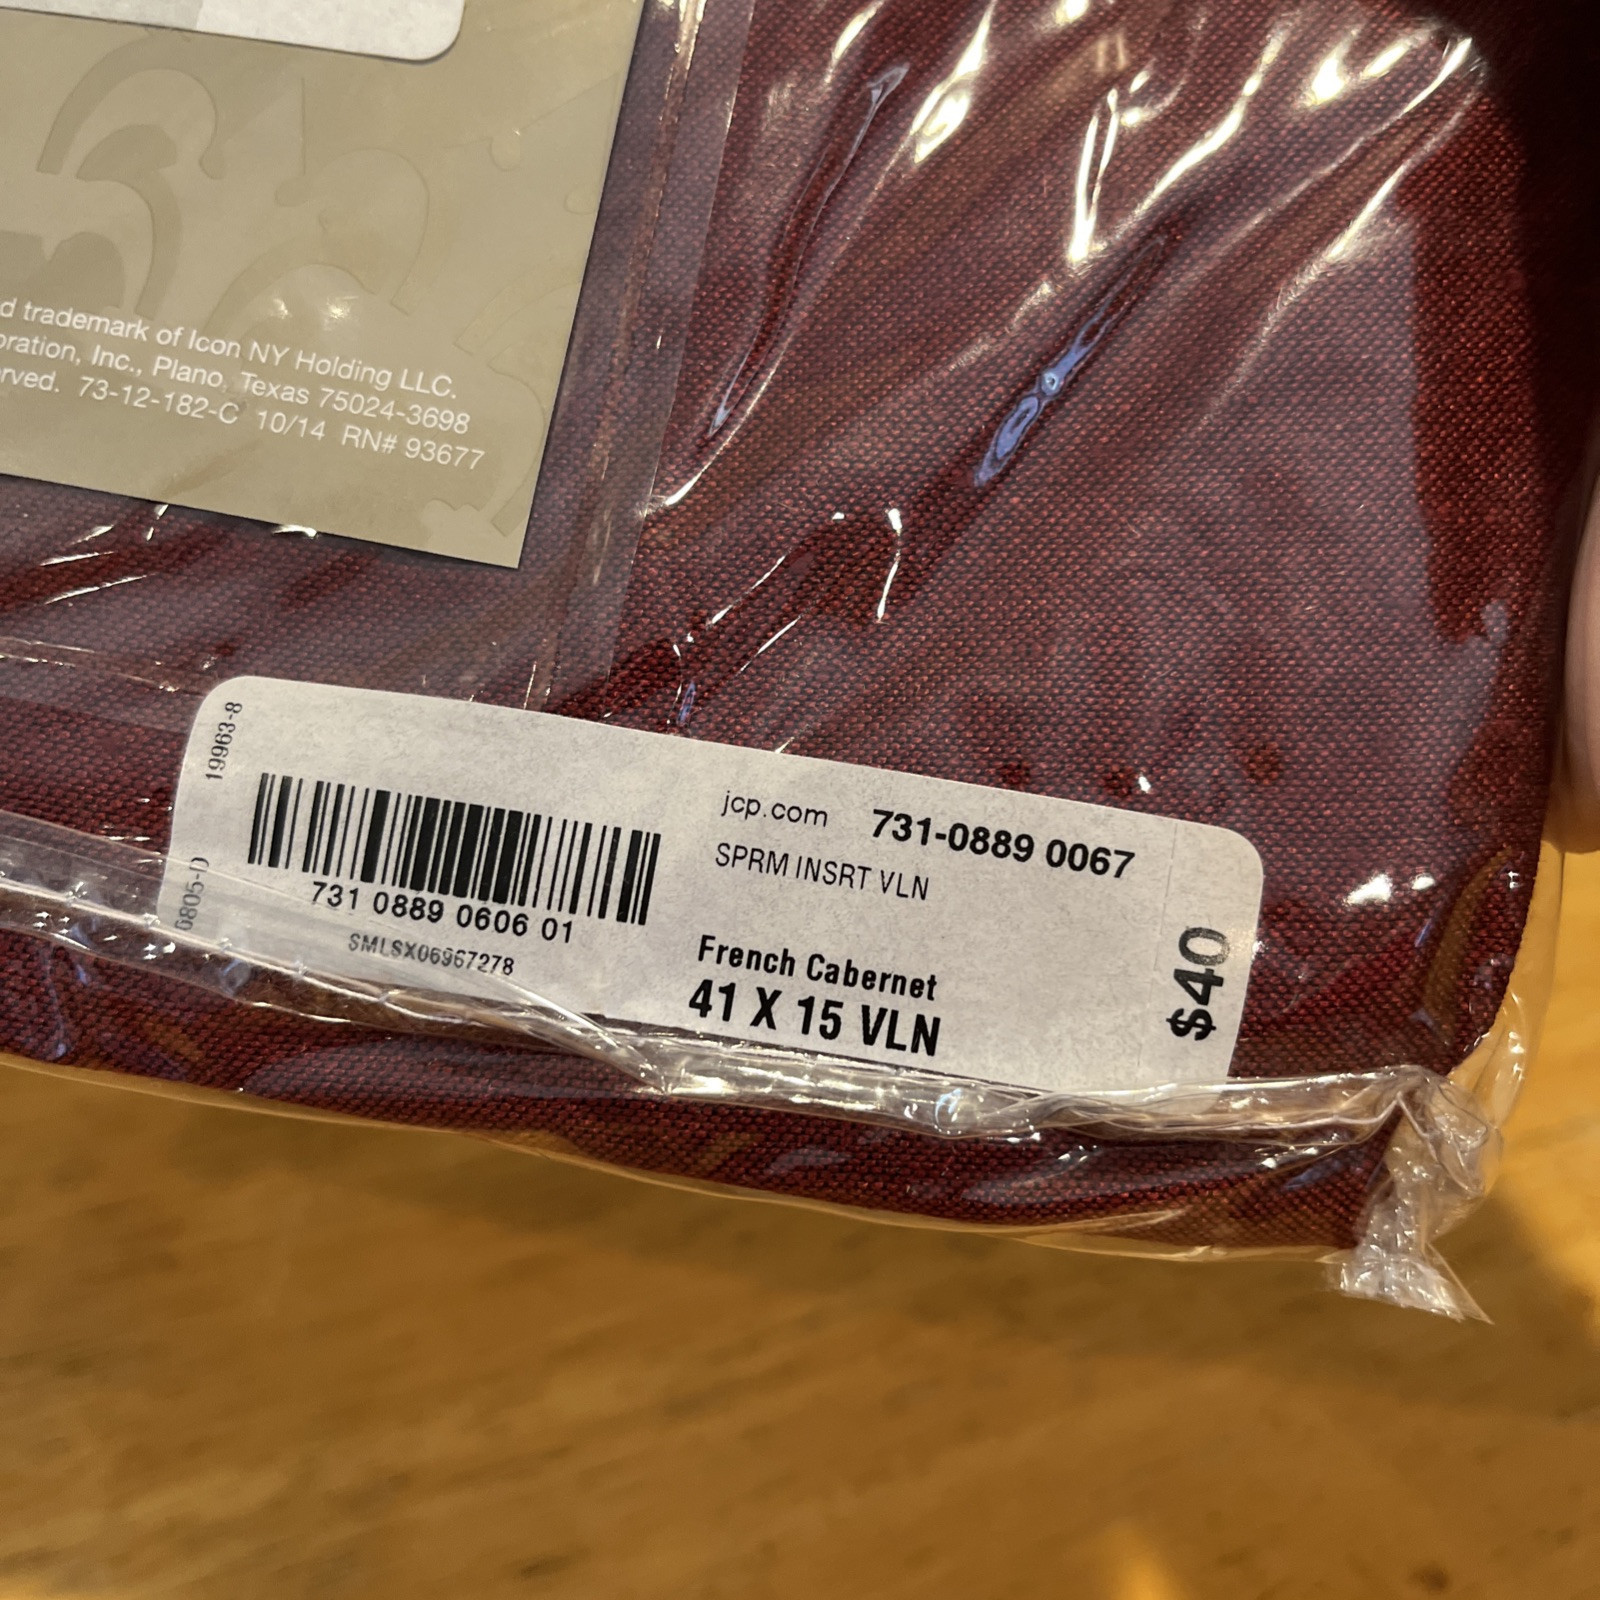 d trademark of Icon NY Holding LLC.
oration, Inc., Plano, Texas 75024-3698
rved. 73-12-182-C 10/14 RN# 93677
19963-8
6805-D
731 0889 0606 01
SMLSX06967278
jcp.com 731-0889 0067
SPRM INSRT VLN
French Cabernet
41 X 15 VLN
$40